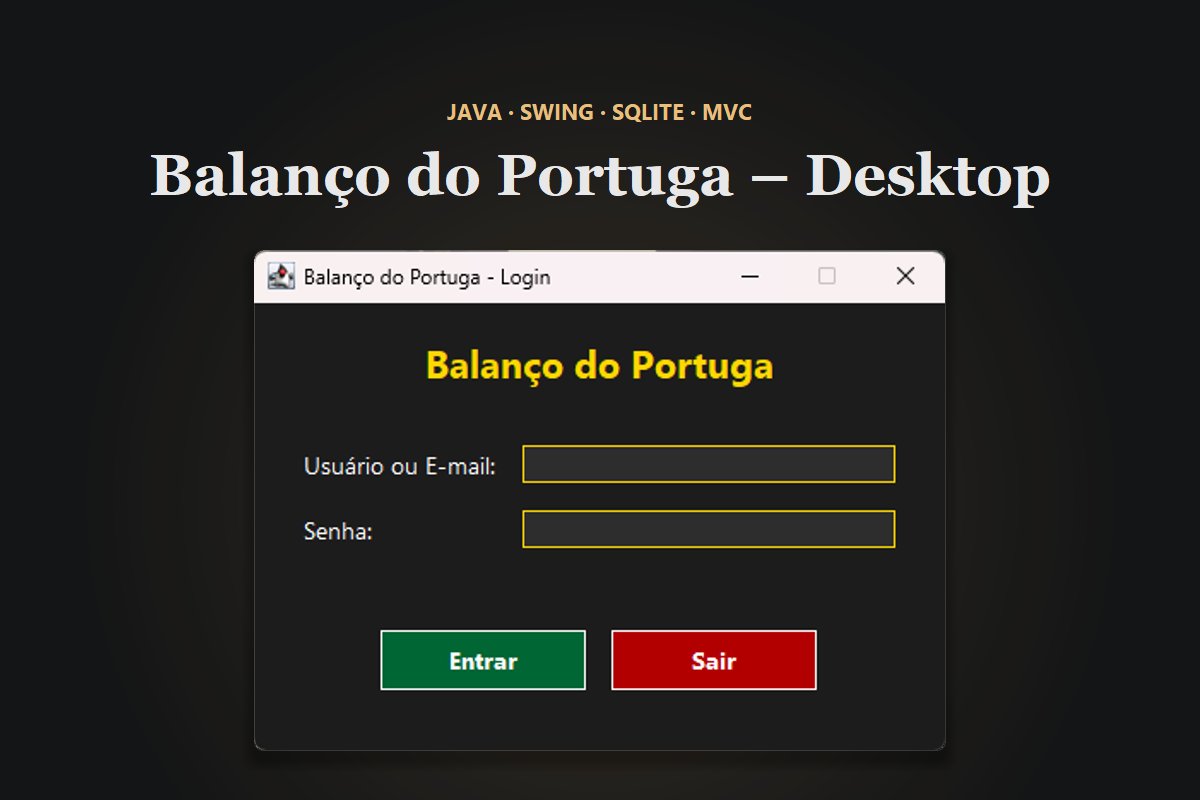 JAVA · SWING · SQLITE · MVC
Balanço do Portuga – Desktop
Balanço do Portuga - Login
Balanço do Portuga
Usuário ou E-mail:
Senha:
Entrar Sair